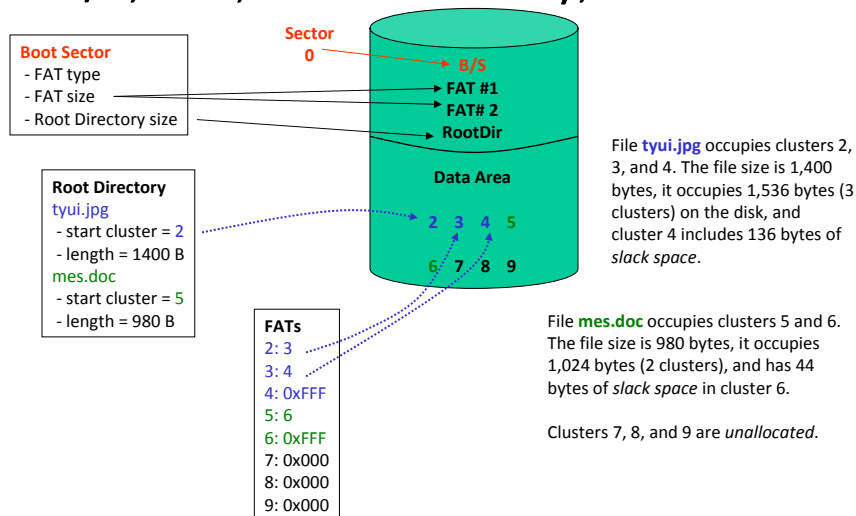 Sector
0
Boot Sector
- FAT type
- FAT size
- Root Directory size
B/S
FAT #1
FAT# 2
RootDir
Data Area
2 3 4 5
6 7 8 9
Root Directory
tyui.jpg
- start cluster = 2
- length = 1400 B
mes.doc
- start cluster = 5
- length = 980 B
FATs
2: 3
3: 4
4: 0xFFF
5: 6
6: 0xFFF
7: 0x000
8: 0x000
9: 0x000
File tyui.jpg occupies clusters 2,
3, and 4. The file size is 1,400
bytes, it occupies 1,536 bytes (3
clusters) on the disk, and
cluster 4 includes 136 bytes of
slack space.
File mes.doc occupies clusters 5 and 6.
The file size is 980 bytes, it occupies
1,024 bytes (2 clusters), and has 44
bytes of slack space in cluster 6.
Clusters 7, 8, and 9 are unallocated.